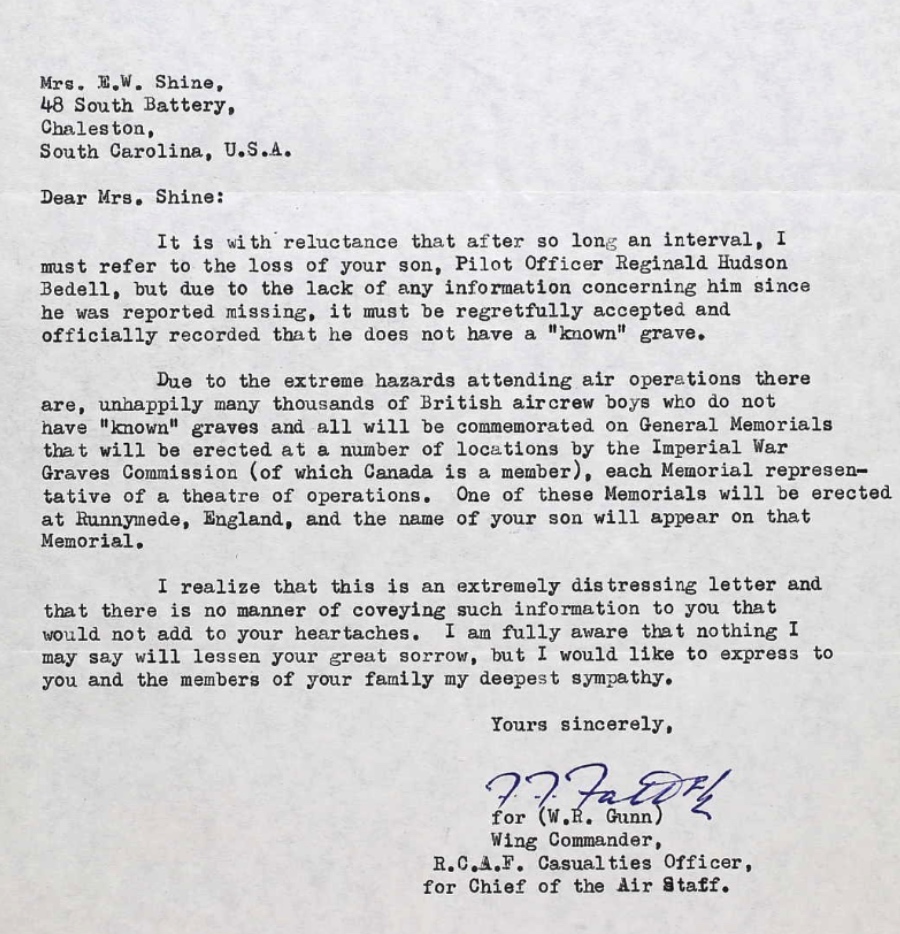 Mrs. E.W. Shine,
48 South Battery,
Chaleston,
South Carolina, U.S.A.
Dear Mrs. Shine:
It is with reluctance that after so long an interval, I
must refer to the loss of your son, Pilot Officer Reginald Hudson
Bedell, but due to the lack of any information concerning him since
he was reported missing, it must be regretfully accepted and
officially recorded that he does not have a "known" grave.
Due to the extreme hazards attending air operations there
are, unhappily many thousands of British aircrew boys who do not
have "known" graves and all will be commemorated on General Memorials
that will be erected at a number of locations by the Imperial War
Graves Commission (of which Canada is a member), each Memorial represen-
tative of a theatre of operations. One of these Memorials will be erected
at Runnymede, England, and the name of your son will appear on that
Memorial.
I realize that this is an extremely distressing letter and
that there is no manner of coveying such information to you that
would not add to your heartaches. I am fully aware that nothing I
may say will lessen your great sorrow, but I would like to express to
you and the members of your family my deepest sympathy.
Yours sincerely,
for (W.R. Gunn)
Wing Commander,
R.C.A.F. Casualties Officer,
for Chief of the Air Staff.